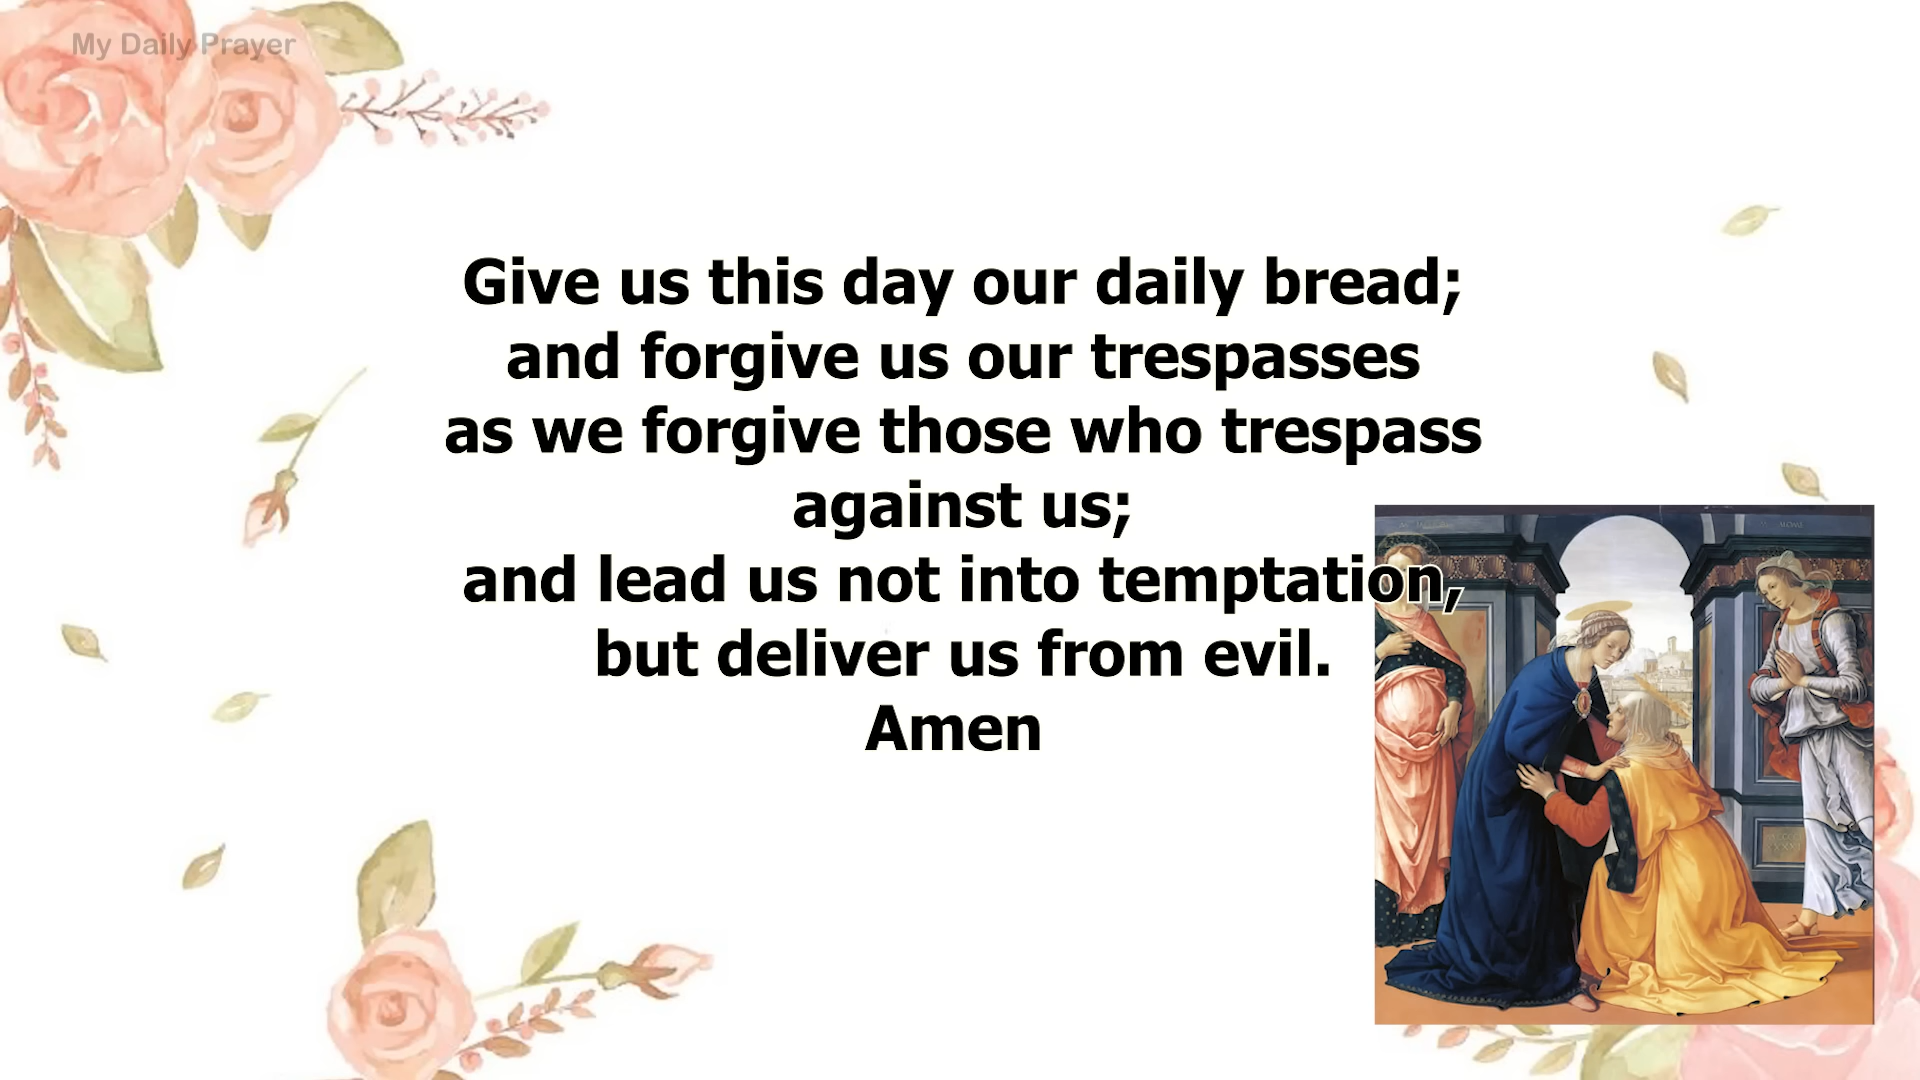 My Daily Prayer
Give us this day our daily bread;
and forgive us our trespasses
as we forgive those who trespass
against us;
and lead us not into temptation,
but deliver us from evil.
Amen